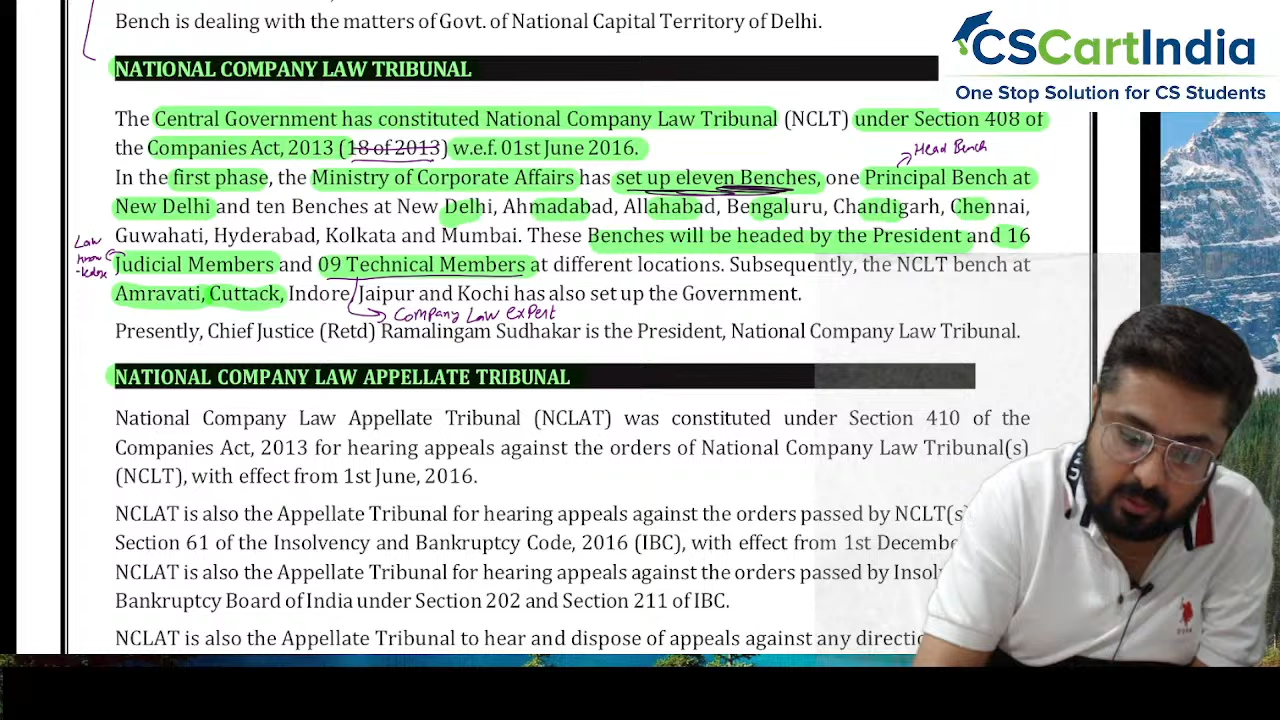 Bench is dealing with the matters of Govt. of National Capital Territory of Delhi.
CSCartIndia
One Stop Solution for CS Students
NATIONAL COMPANY LAW TRIBUNAL
The Central Government has constituted National Company Law Tribunal (NCLT) under Section 408 of
the Companies Act, 2013 (18 of 2013) w.e.f. 01st June 2016.
Head Bench
In the first phase, the Ministry of Corporate Affairs has set up eleven Benches, one Principal Bench at
New Delhi and ten Benches at New Delhi, Ahmadabad, Allahabad, Bengaluru, Chandigarh, Chennai,
Guwahati, Hyderabad, Kolkata and Mumbai. These Benches will be headed by the President and 16
Law
know
-ledge
Judicial Members and 09 Technical Members at different locations. Subsequently, the NCLT bench at
Amravati, Cuttack, Indore, Jaipur and Kochi has also set up the Government.
Company Law Expert
Presently, Chief Justice (Retd) Ramalingam Sudhakar is the President, National Company Law Tribunal.
NATIONAL COMPANY LAW APPELLATE TRIBUNAL
National Company Law Appellate Tribunal (NCLAT) was constituted under Section 410 of the
Companies Act, 2013 for hearing appeals against the orders of National Company Law Tribunal(s)
(NCLT), with effect from 1st June, 2016.
NCLAT is also the Appellate Tribunal for hearing appeals against the orders passed by NCLT(s)
Section 61 of the Insolvency and Bankruptcy Code, 2016 (IBC), with effect from 1st Decembe
NCLAT is also the Appellate Tribunal for hearing appeals against the orders passed by Insol
Bankruptcy Board of India under Section 202 and Section 211 of IBC.
NCLAT is also the Appellate Tribunal to hear and dispose of appeals against any directio